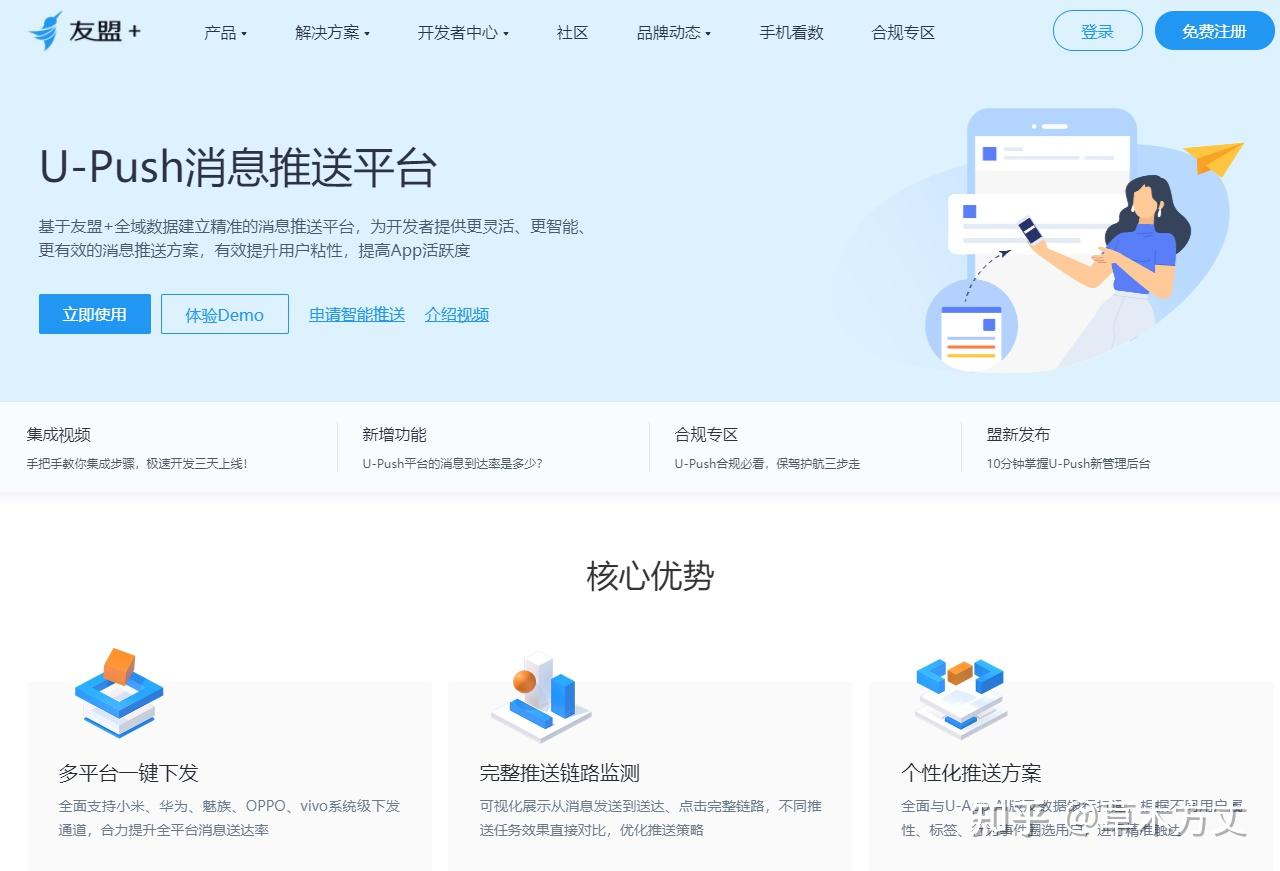 友盟+
产品 解决方案 开发者中心 社区 品牌动态 手机看数 合规专区 登录 免费注册
U-Push消息推送平台
基于友盟+全域数据建立精准的消息推送平台，为开发者提供更灵活、更智能、
更有效的消息推送方案，有效提升用户粘性，提高App活跃度
立即使用 体验Demo 申请智能推送 介绍视频
集成视频
手把手教你集成步骤，极速开发三天上线！
新增功能
U-Push平台的消息到达率是多少?
合规专区
U-Push合规必看，保驾护航三步走
盟新发布
10分钟掌握U-Push新管理后台
核心优势
多平台一键下发
全面支持小米、华为、魅族、OPPO、vivo系统级下发
通道，合力提升全平台消息送达率
完整推送链路监测
可视化展示从消息发送到送达、点击完整链路，不同推
送任务效果直接对比，优化推送策略
个性化推送方案
全面与U-App 数据 根据不同用户属
性、标签、 事件圈选用户，进行精准触达
知乎 @草木方文